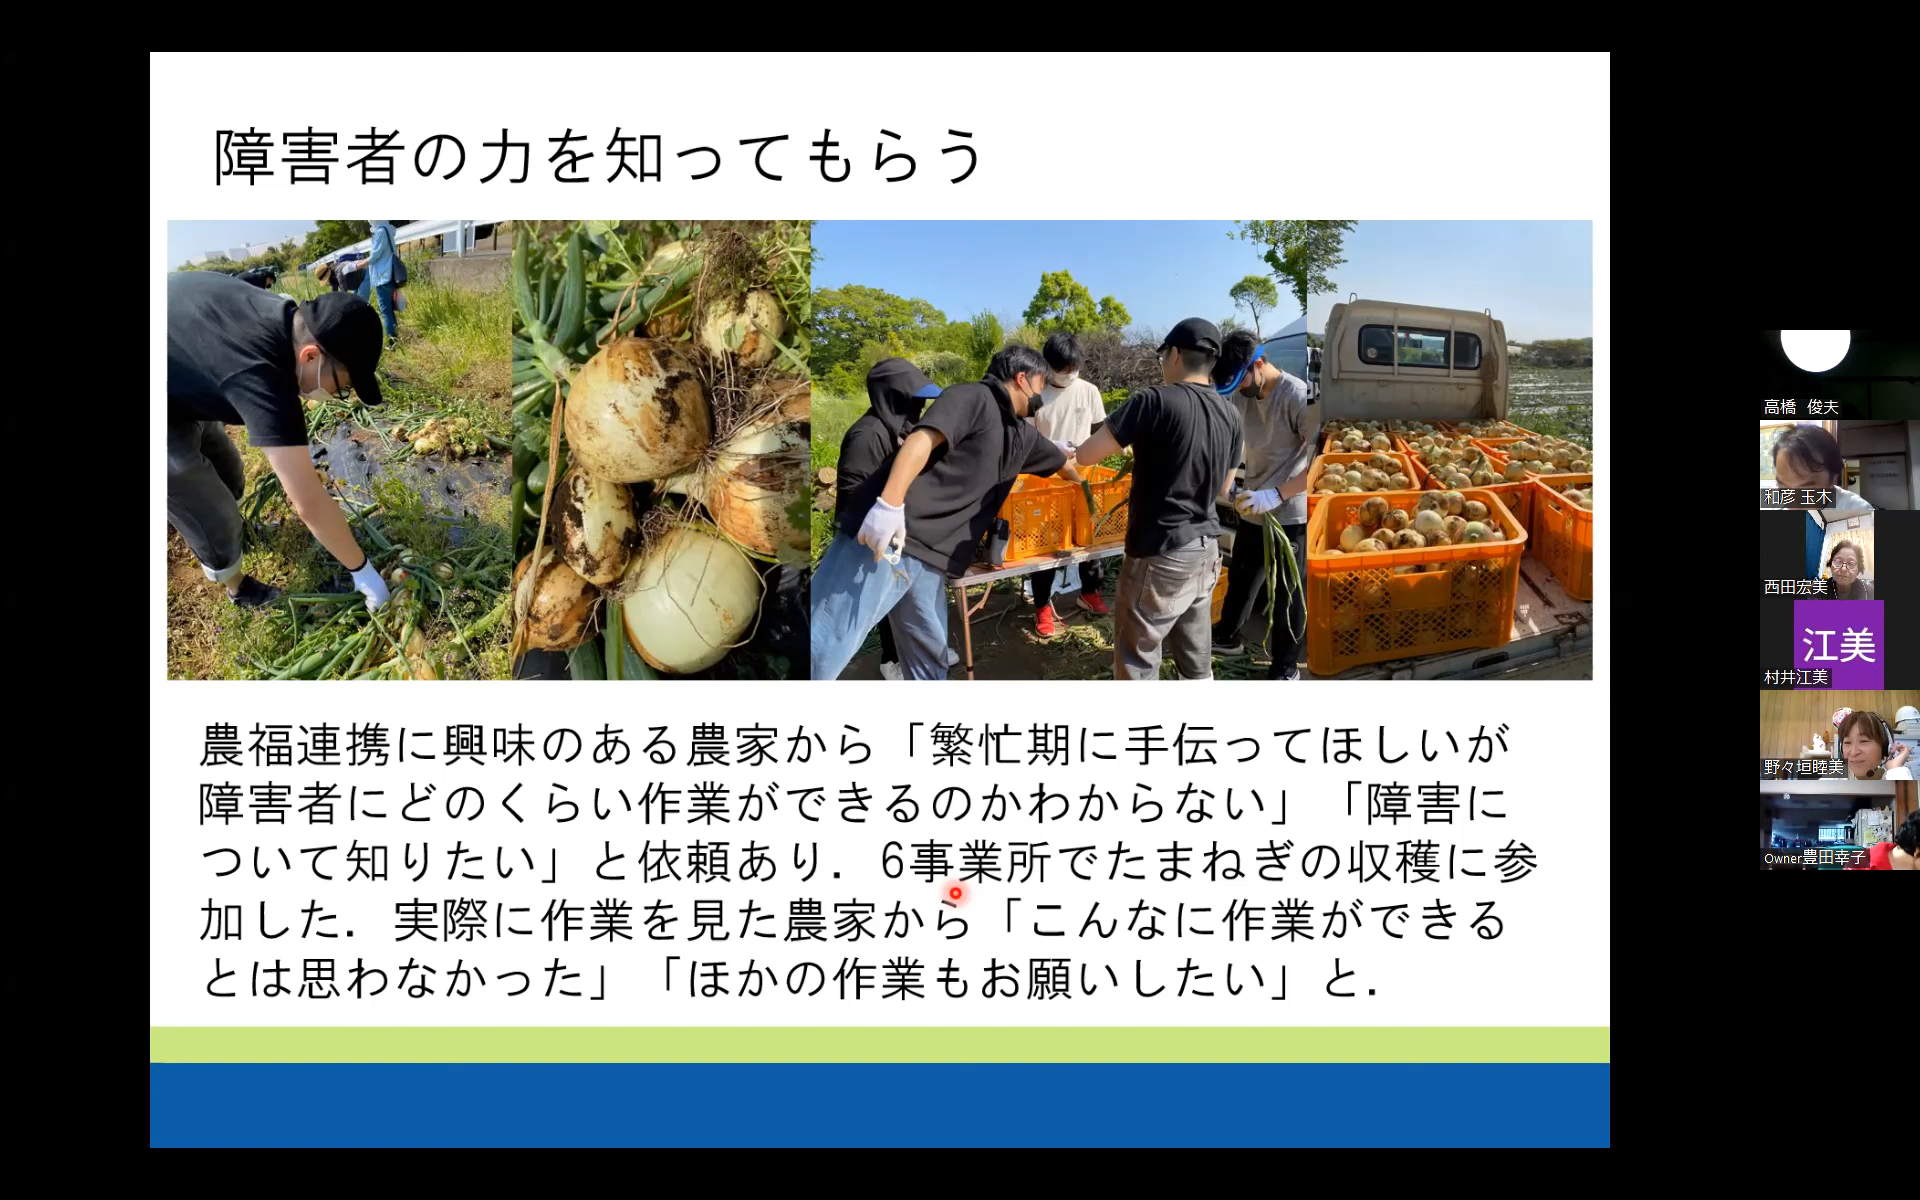 障害者の力を知ってもらう
農福連携に興味のある農家から「繁忙期に手伝ってほしいが
障害者にどのくらい作業ができるのかわからない」「障害に
ついて知りたい」と依頼あり．6事業所でたまねぎの収穫に参
加した．実際に作業を見た農家から「こんなに作業ができる
とは思わなかった」「ほかの作業もお願いしたい」と．
高橋　俊夫
和彦 玉木
西田宏美
江美
村井江美
野々垣睦美
Owner豊田幸子